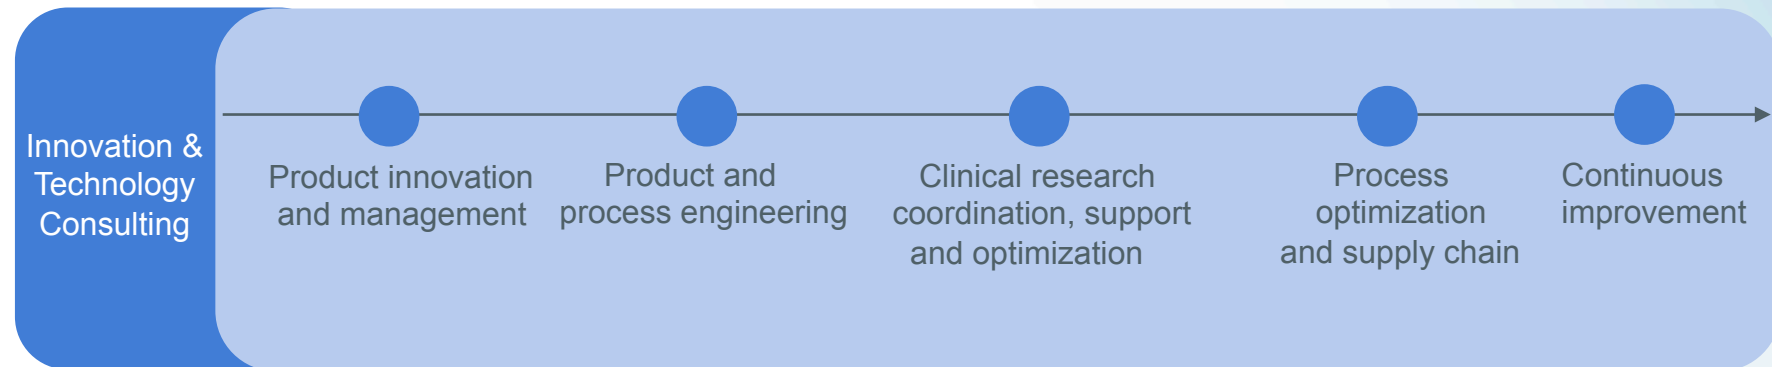 Innovation &
Technology
Consulting
Product innovation
and management
Product and
process engineering
Clinical research
coordination, support
and optimization
Process
optimization
and supply chain
Continuous
improvement